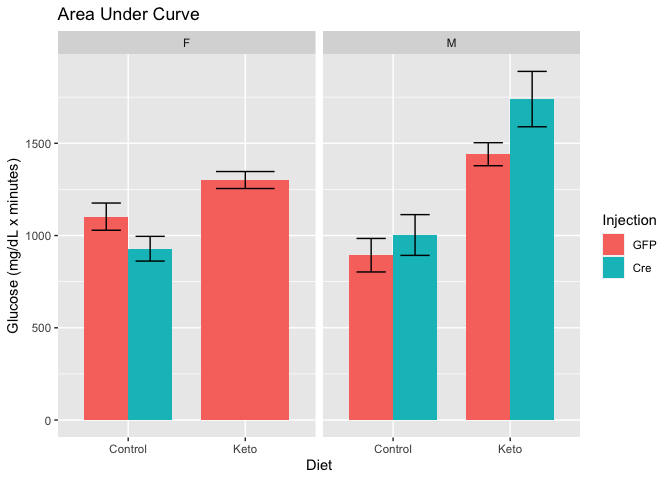 Area Under Curve
F
M
Glucose (mg/dL x minutes)
1500
1000
500
0
Control
Keto
Control
Keto
Diet
Injection
GFP
Cre